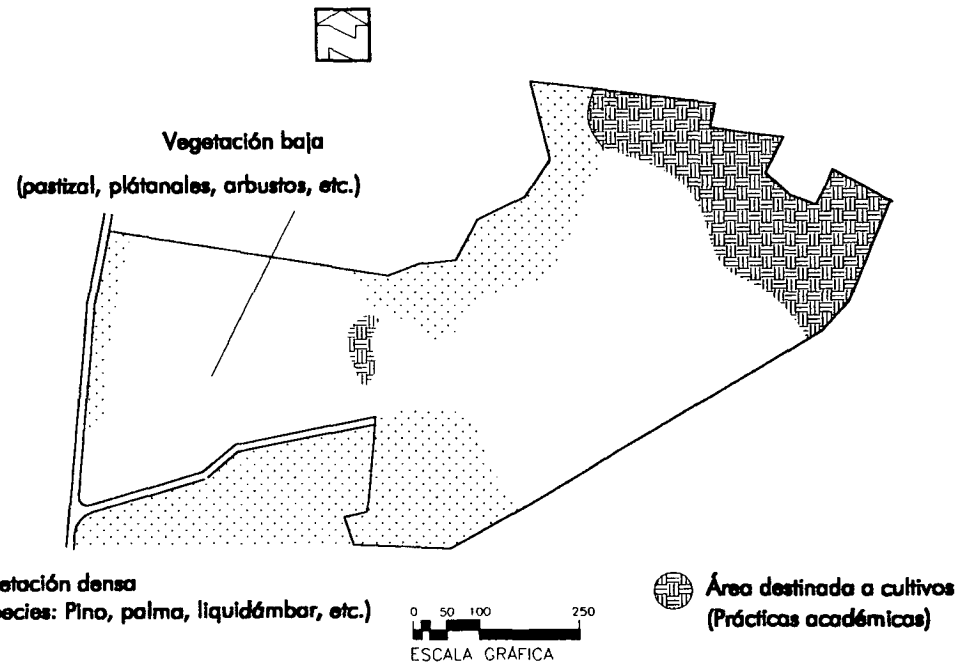 Vegetación baja
(pastizal, plátanales, arbustos, etc.)
etación densa
ecies: Pino, palma, liquidámbar, etc.)
0 50 100 250
ESCALA GRÁFICA
Área destinada a cultivos
(Prácticas académicas)